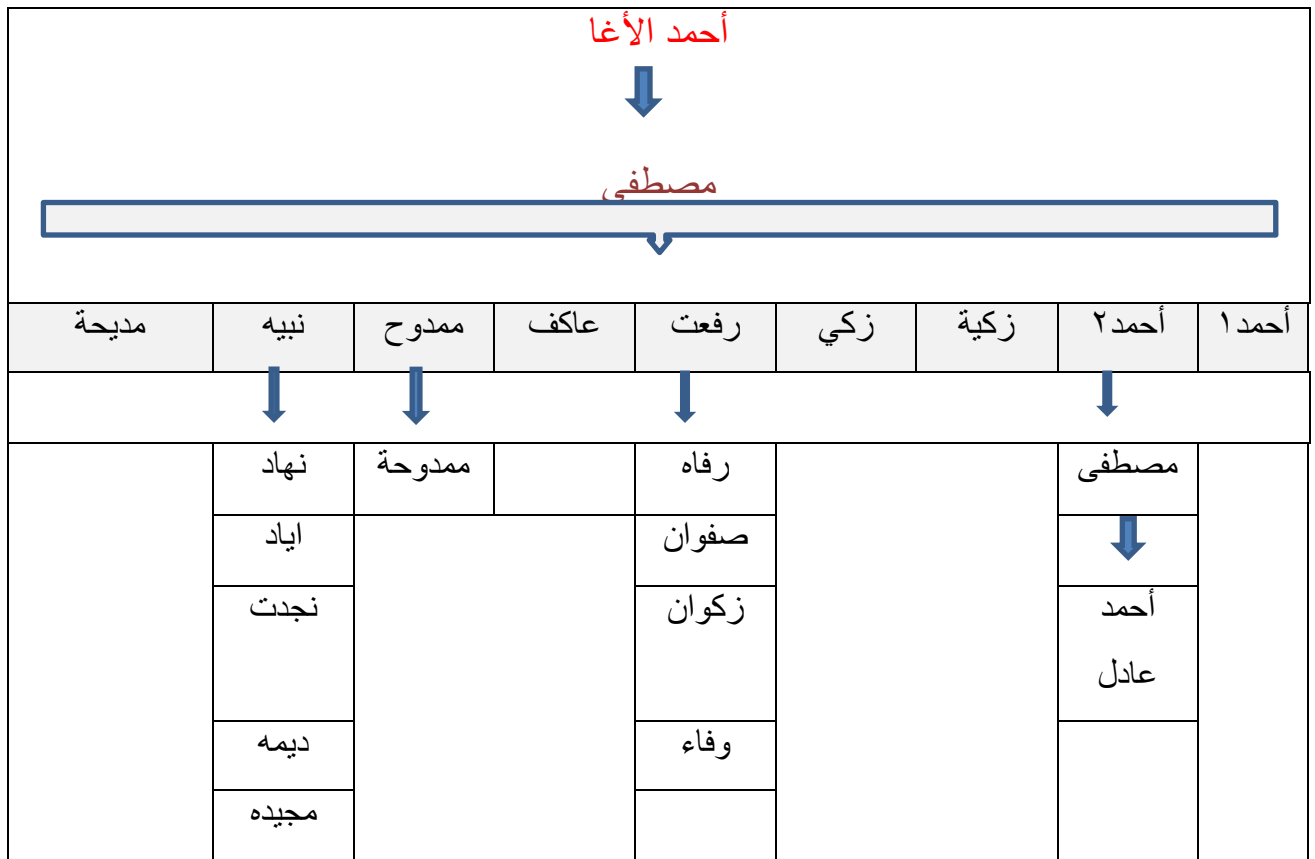 أحمد الأغا
مصطفى
أحمد١ أحمد٢ زكية زكي رفعت عاكف ممدوح نبيه مديحة
مصطفى رفاه ممدوحة نهاد
صفوان اياد
أحمد زكوان نجدت
عادل
وفاء ديمه
مجيده